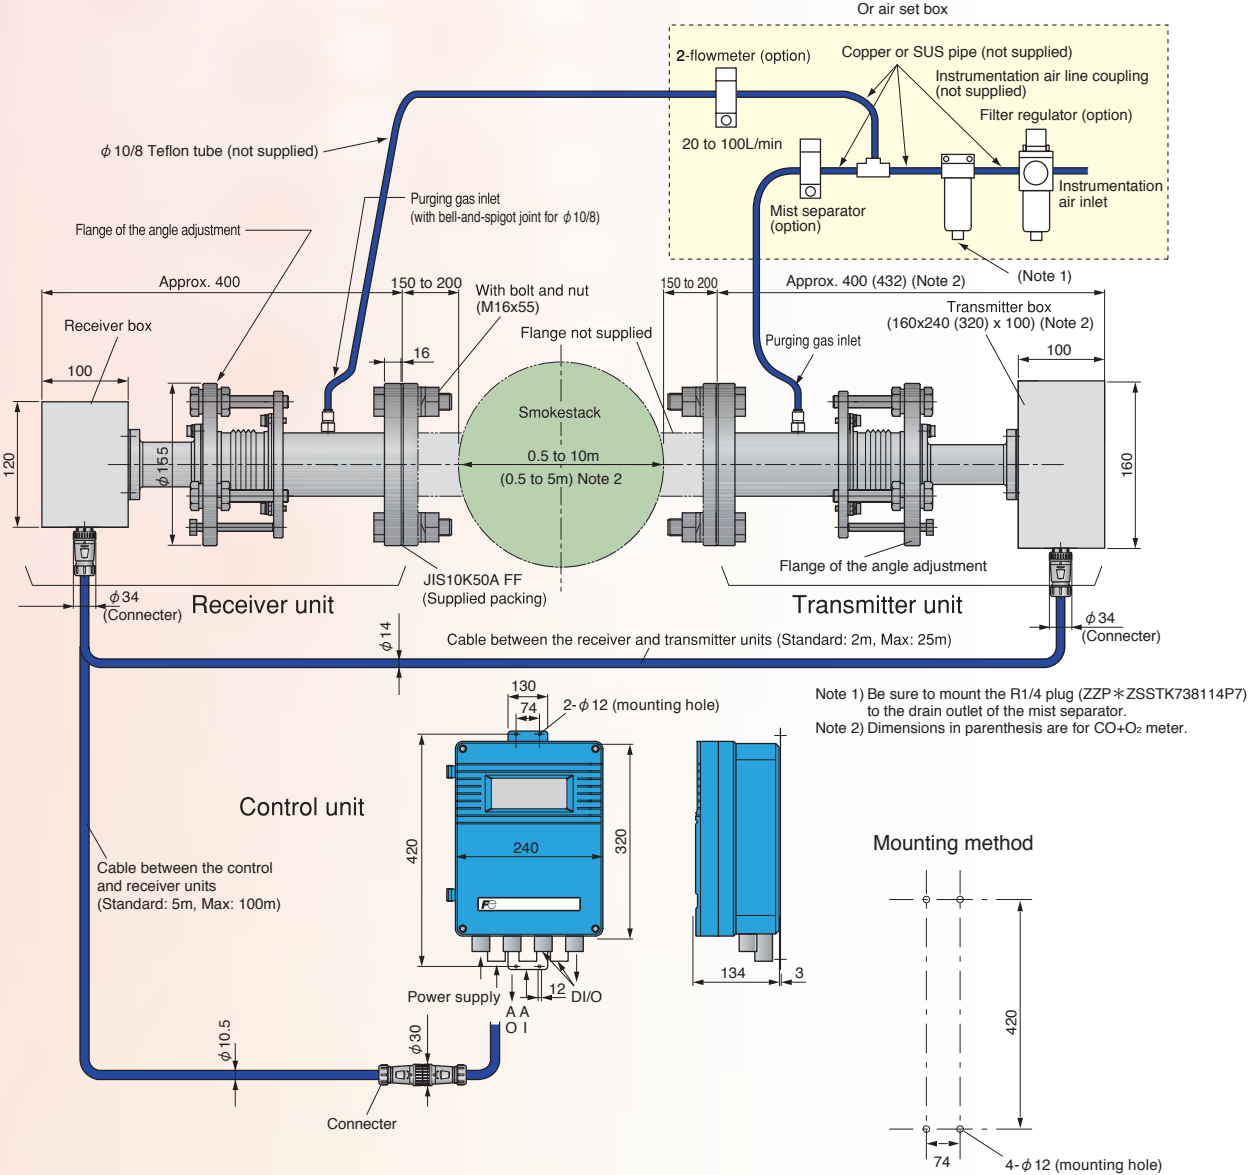 Or air set box
2-flowmeter (option)
Copper or SUS pipe (not supplied)
Instrumentation air line coupling
(not supplied)
Filter regulator (option)
20 to 100L/min
φ10/8 Teflon tube (not supplied)
Purging gas inlet
(with bell-and-spigot joint for φ10/8)
Mist separator
(option)
Instrumentation
air inlet
Flange of the angle adjustment
(Note 1)
Approx. 400
150 to 200
With bolt and nut
(M16x55)
150 to 200
Approx. 400 (432) (Note 2)
Receiver box
Flange not supplied
Transmitter box
(160x240 (320) x 100) (Note 2)
Purging gas inlet
100
16
100
Smokestack
0.5 to 10m
(0.5 to 5m) Note 2
120
φ155
160
JIS10K50A FF
(Supplied packing)
Flange of the angle adjustment
φ34
(Connecter)
Receiver unit
Transmitter unit
φ34
(Connecter)
φ14
Cable between the receiver and transmitter units (Standard: 2m, Max: 25m)
Note 1) Be sure to mount the R1/4 plug (ZZP＊ZSSTK738114P7)
to the drain outlet of the mist separator.
Note 2) Dimensions in parenthesis are for CO+O₂ meter.
130
74
2-φ12 (mounting hole)
Control unit
420
240
320
Fe
Cable between the control
and receiver units
(Standard: 5m, Max: 100m)
Mounting method
134
3
Power supply
12
DI/O
A A
O I
φ10.5
φ30
Connecter
420
74
4-φ12 (mounting hole)